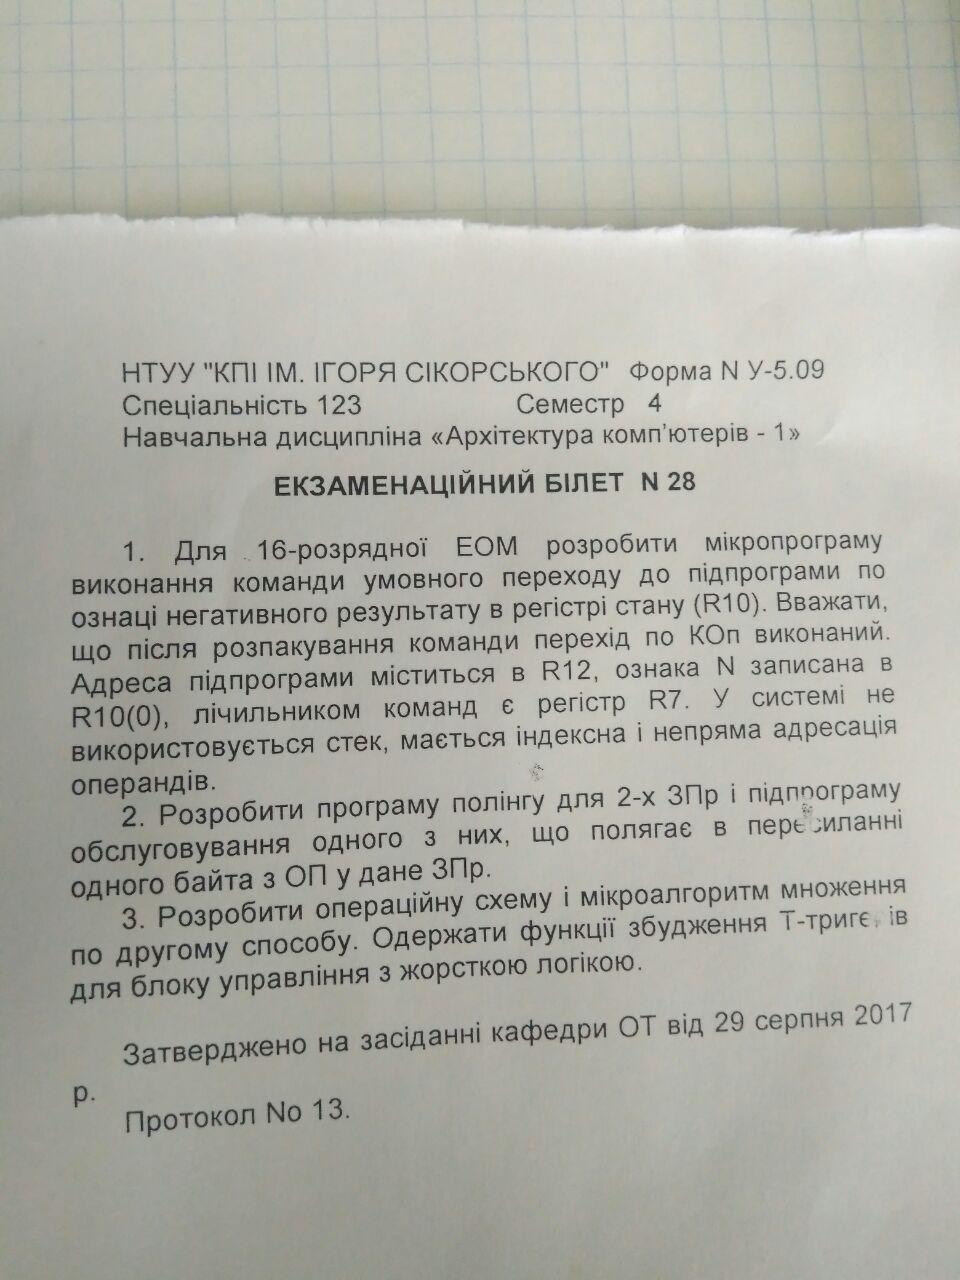 НТУУ "КПІ ІМ. ІГОРЯ СІКОРСЬКОГО" Форма N У-5.09
Спеціальність 123 Семестр 4
Навчальна дисципліна «Архітектура комп'ютерів - 1»
ЕКЗАМЕНАЦІЙНИЙ БІЛЕТ N 28
1. Для 16-розрядної ЕОМ розробити мікропрограму
виконання команди умовного переходу до підпрограми по
ознаці негативного результату в регістрі стану (R10). Вважати,
що після розпакування команди перехід по КОп виконаний.
Адреса підпрограми міститься в R12, ознака N записана в
R10(0), лічильником команд є регістр R7. У системі не
використовується стек, мається індексна і непряма адресація
операндів.
2. Розробити програму полінгу для 2-х ЗПр і підпрограму
обслуговування одного з них, що полягає в пересиланні
одного байта з ОП у дане ЗПр.
3. Розробити операційну схему і мікроалгоритм множення
по другому способу. Одержати функції збудження Т-тригерів
для блоку управління з жорсткою логікою.
Затверджено на засіданні кафедри ОТ від 29 серпня 2017
р.
Протокол No 13.